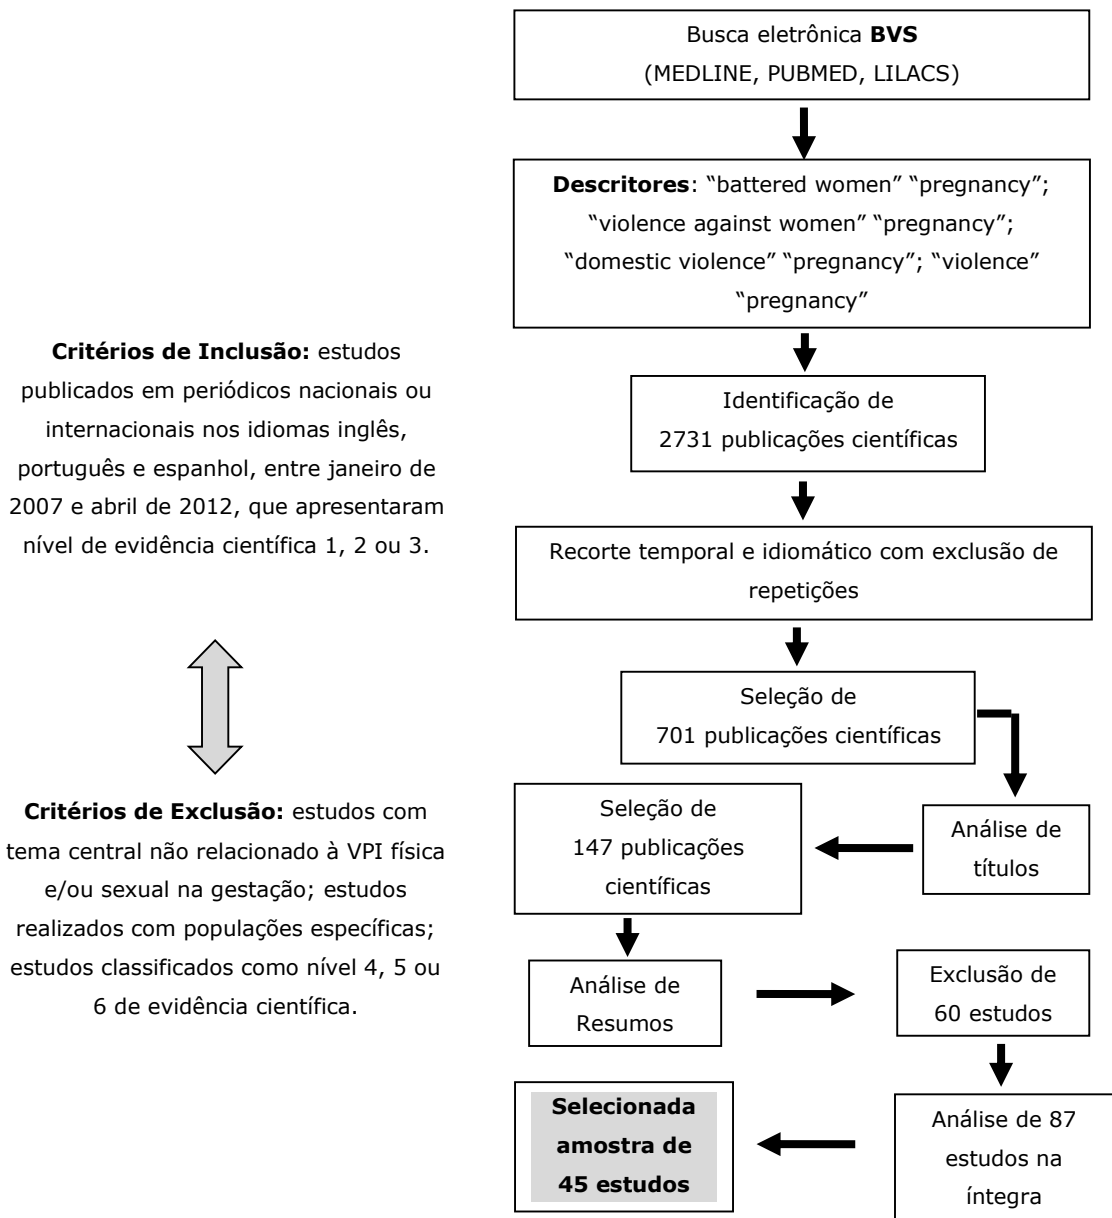 Busca eletrônica BVS
(MEDLINE, PUBMED, LILACS)
Descritores: “battered women” “pregnancy”;
“violence against women” “pregnancy”;
“domestic violence” “pregnancy”; “violence”
“pregnancy”
Identificação de
2731 publicações científicas
Recorte temporal e idiomático com exclusão de
repetições
Seleção de
701 publicações científicas
Análise de
títulos
Seleção de
147 publicações
científicas
Análise de
Resumos
Exclusão de
60 estudos
Análise de 87
estudos na
íntegra
Selecionada
amostra de
45 estudos
Critérios de Inclusão: estudos
publicados em periódicos nacionais ou
internacionais nos idiomas inglês,
português e espanhol, entre janeiro de
2007 e abril de 2012, que apresentaram
nível de evidência científica 1, 2 ou 3.
Critérios de Exclusão: estudos com
tema central não relacionado à VPI física
e/ou sexual na gestação; estudos
realizados com populações específicas;
estudos classificados como nível 4, 5 ou
6 de evidência científica.